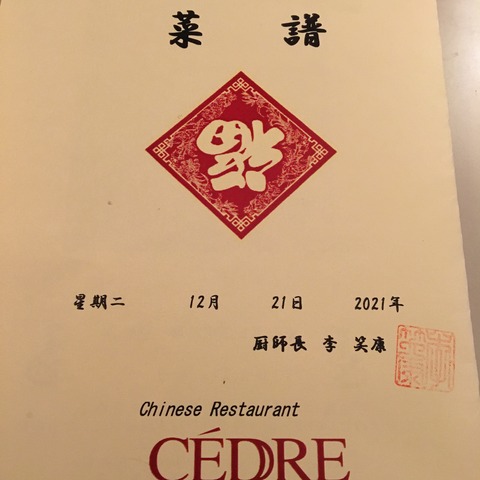 菜 譜
福
星期二 12月 21日 2021年
厨師長 李 笑康
Chinese Restaurant
CÉDRE